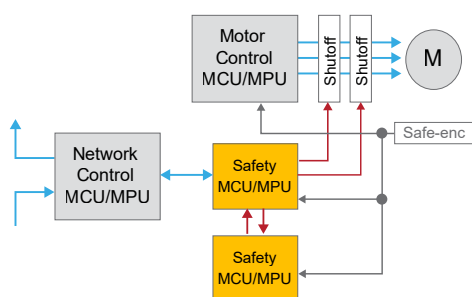 Motor
Control
MCU/MPU
Shutoff
Shutoff
M
Safe-enc
Network
Control
MCU/MPU
Safety
MCU/MPU
Safety
MCU/MPU